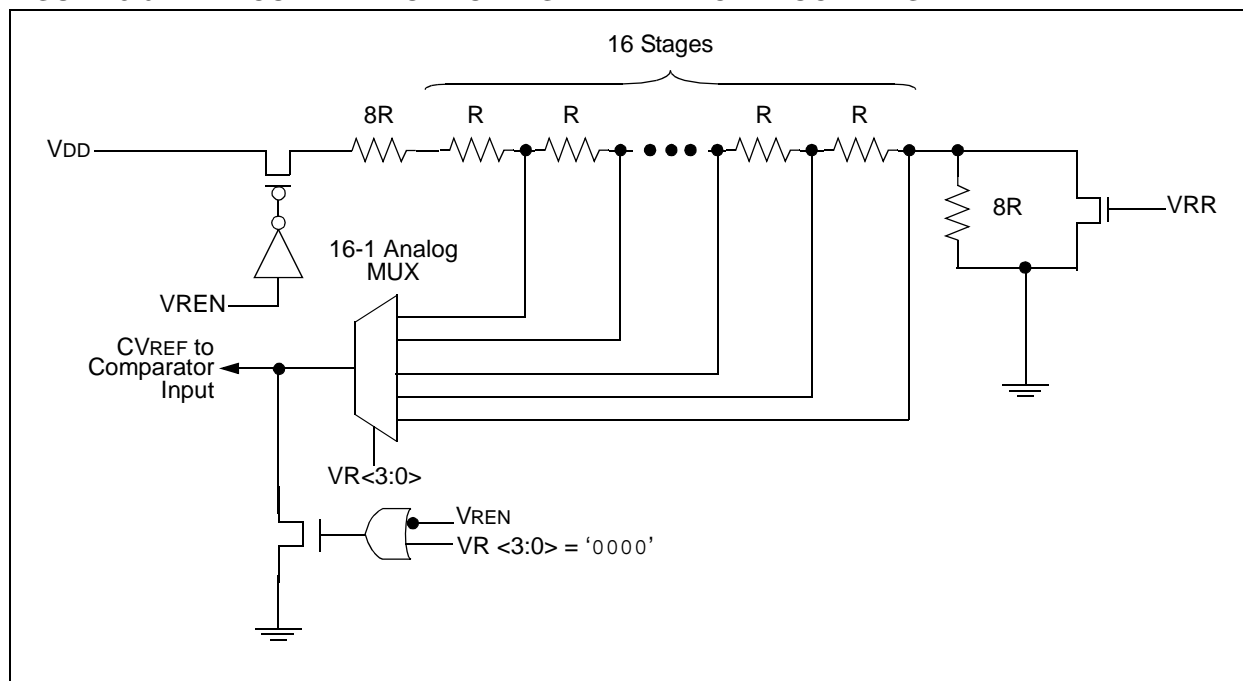 16 Stages
8R
R
R
R
R
VDD
8R
VRR
16-1 Analog
MUX
VREN
CVREF to
Comparator
Input
VR<3:0>
VREN
VR <3:0> = ‘0000’